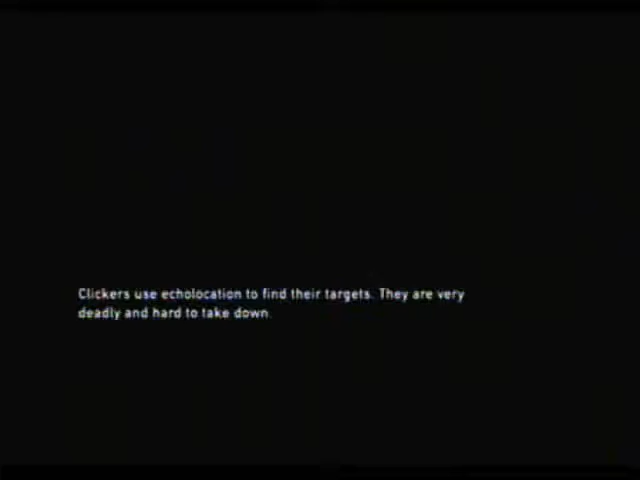 Clickers use echolocation to find their targets. They are very
deadly and hard to take down.